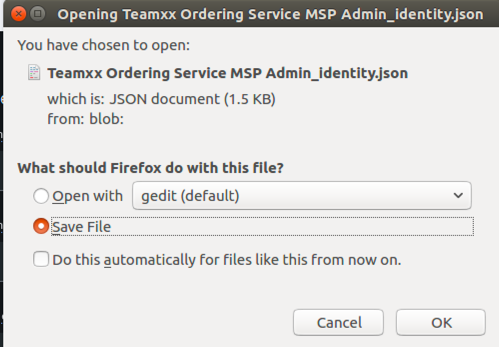 Opening Teamxx Ordering Service MSP Admin_identity.json
You have chosen to open:
Teamxx Ordering Service MSP Admin_identity.json
which is: JSON document (1.5 KB)
from: blob:
What should Firefox do with this file?
Open with gedit (default)
Save File
Do this automatically for files like this from now on.
Cancel OK